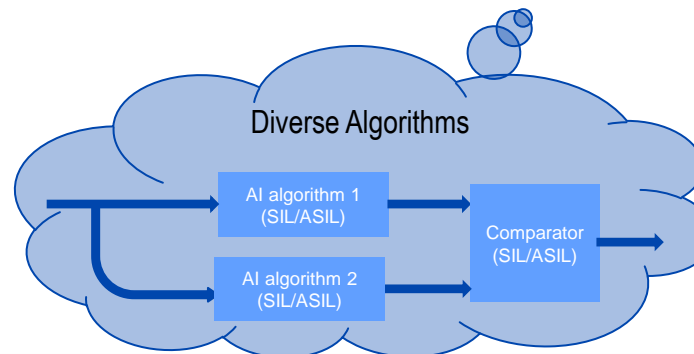 Diverse Algorithms
AI algorithm 1
(SIL/ASIL)
Comparator
(SIL/ASIL)
AI algorithm 2
(SIL/ASIL)